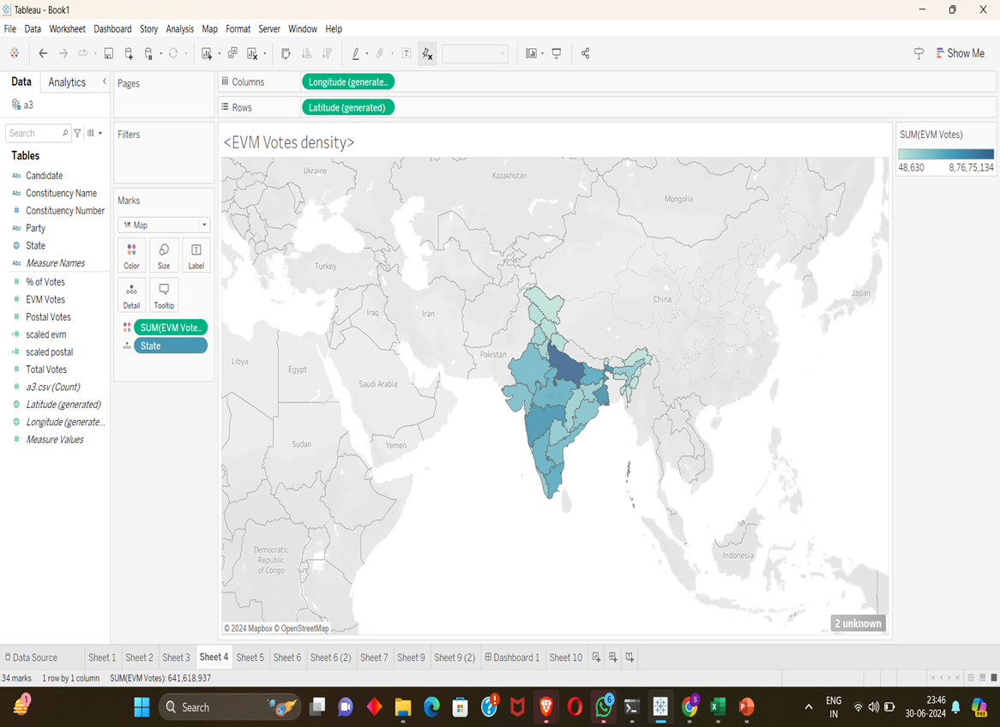 Tableau - Book1
File Data Worksheet Dashboard Story Analysis Map Format Server Window Help
Show Me
Data Analytics
Pages
Columns Longitude (generate..
a3
Rows Latitude (generated)
Search
Filters
<EVM Votes density>
SUM(EVM Votes)
48,630 8,76,75,134
Tables
Abc Candidate
Abc Constituency Name
# Constituency Number
Abc Party
State
Abc Measure Names
# % of Votes
# EVM Votes
# Postal Votes
scaled evm
scaled postal
# Total Votes
# a3.csv (Count)
Latitude (generated)
Longitude (generate...
# Measure Values
Marks
Map
Color Size Label
Detail Tooltip
SUM(EVM Vote..
State
Ukraine
Kazakhstan
Mongolia
Turkey
Japan
China
Iraq
Iran
Pakistan
Libya
Egypt
Saudi Arabia
India
Sudan
Yemen
Democratic
Republic
of Congo
Indonesia
© 2024 Mapbox © OpenStreetMap
2 unknown
Data Source Sheet 1 Sheet 2 Sheet 3 Sheet 4 Sheet 5 Sheet 6 Sheet 6 (2) Sheet 7 Sheet 9 Sheet 9 (2) Dashboard 1 Sheet 10
34 marks 1 row by 1 column SUM(EVM Votes): 641,618,937
1
Search
6
S
ENG
IN
23:46
30-06-2024
PRE